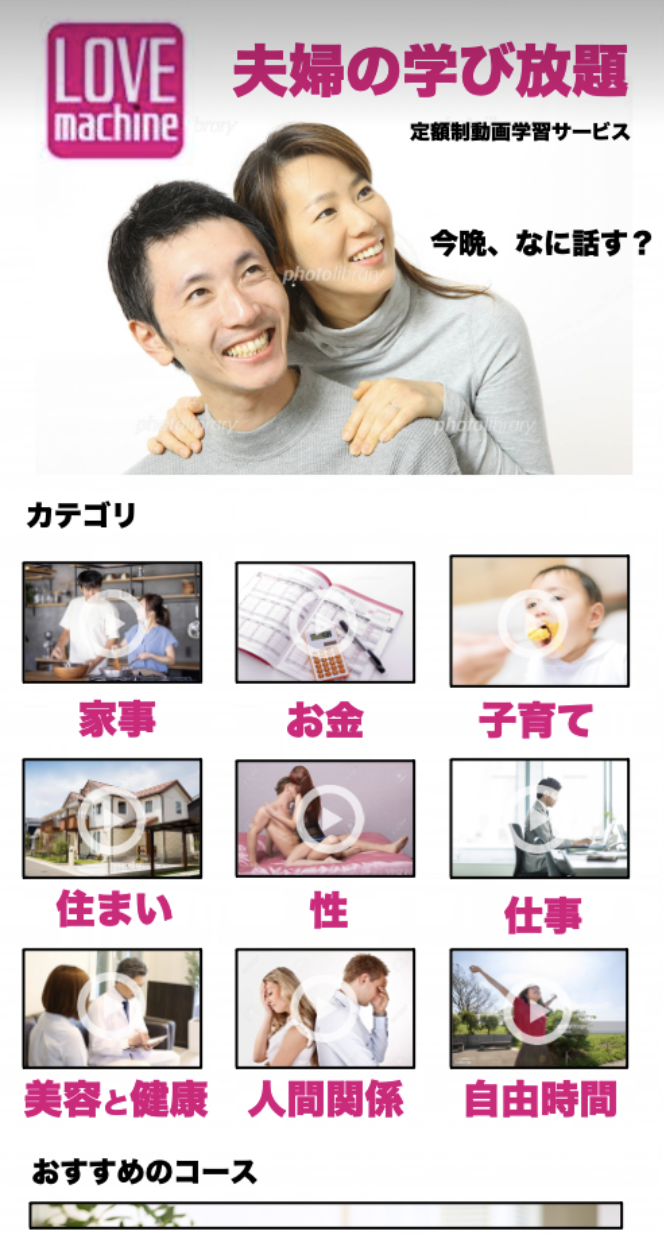 LOVE
machine
夫婦の学び放題
定額制動画学習サービス
今晩、なに話す？
photolibrary
photolibrary
photolibrary
カテゴリ
家事
お金
子育て
住まい
性
仕事
美容と健康
人間関係
自由時間
おすすめのコース